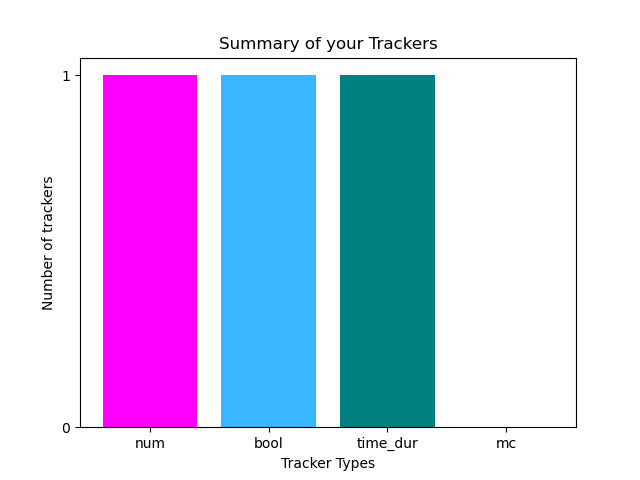 Summary of your Trackers
Number of trackers
1
0
num bool time_dur mc
Tracker Types